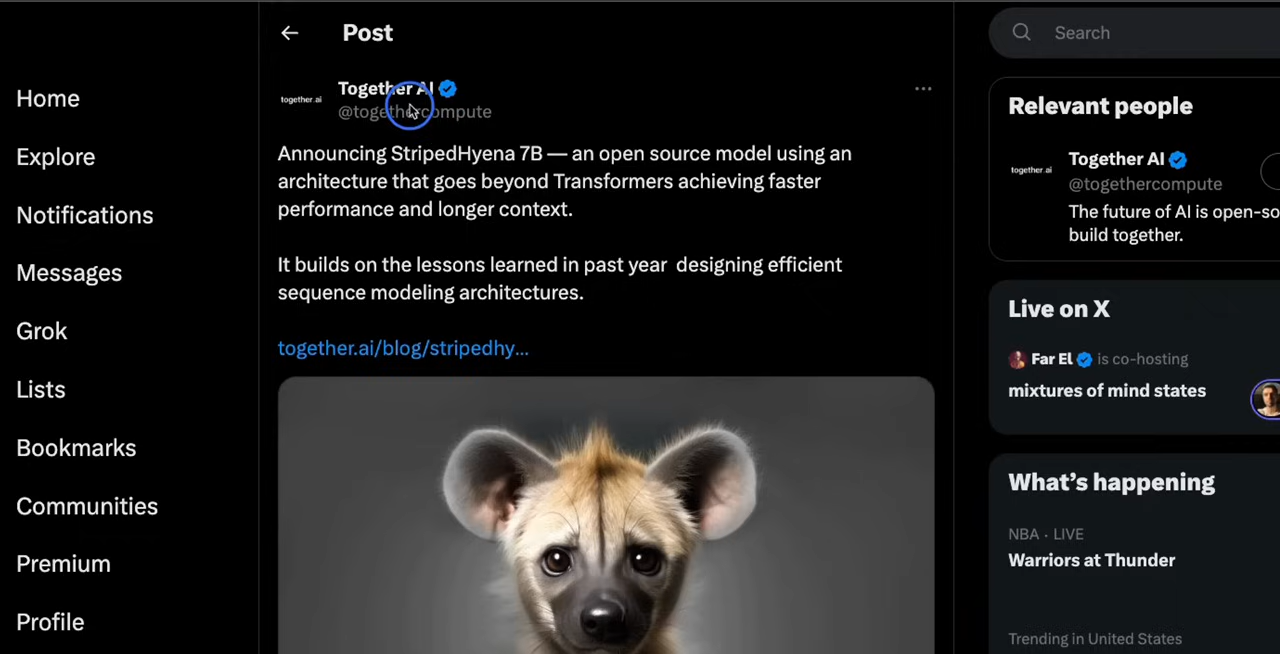 Home
Explore
Notifications
Messages
Grok
Lists
Bookmarks
Communities
Premium
Profile
Post
together.ai
Together AI
@togethercompute
Announcing StripedHyena 7B — an open source model using an
architecture that goes beyond Transformers achieving faster
performance and longer context.
It builds on the lessons learned in past year  designing efficient
sequence modeling architectures.
together.ai/blog/stripedhy...
Search
Relevant people
together.ai
Together AI
@togethercompute
The future of AI is open-so
build together.
Live on X
Far El is co-hosting
mixtures of mind states
What's happening
NBA · LIVE
Warriors at Thunder
Trending in United States